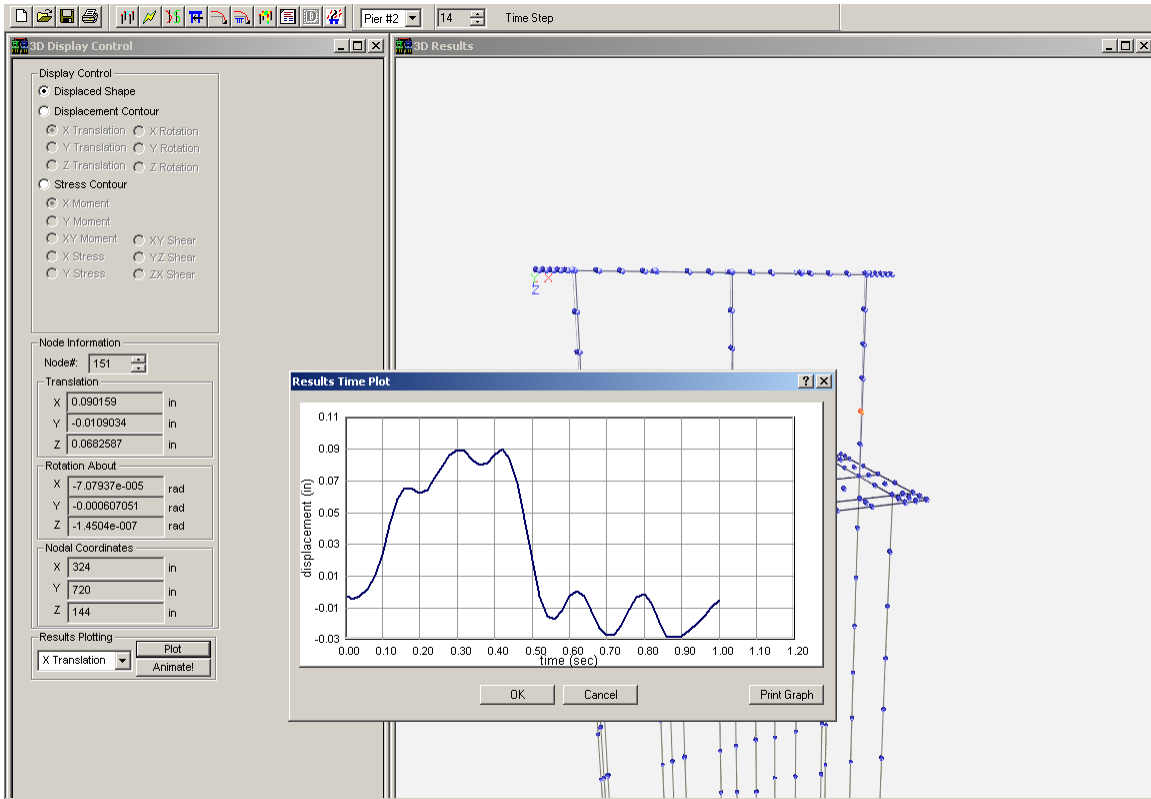 Pier #2 14 Time Step
3D Display Control
Display Control
Displaced Shape
Displacement Contour
X Translation X Rotation
Y Translation Y Rotation
Z Translation Z Rotation
Stress Contour
X Moment
Y Moment
XY Moment XY Shear
X Stress YZ Shear
Y Stress ZX Shear
Node Information
Node#: 151
Translation
X 0.090159 in
Y -0.0109034 in
Z 0.0682587 in
Rotation About
X -7.07937e-005 rad
Y -0.000607051 rad
Z -1.4504e-007 rad
Nodal Coordinates
X 324 in
Y 720 in
Z 144 in
Results Plotting
X Translation Plot
Animate!
3D Results
Y X
Z
Results Time Plot
0.11
0.09
0.07
0.05
0.03
0.01
-0.01
-0.03
displacement (in)
0.00 0.10 0.20 0.30 0.40 0.50 0.60 0.70 0.80 0.90 1.00 1.10 1.20
time (sec)
OK Cancel Print Graph